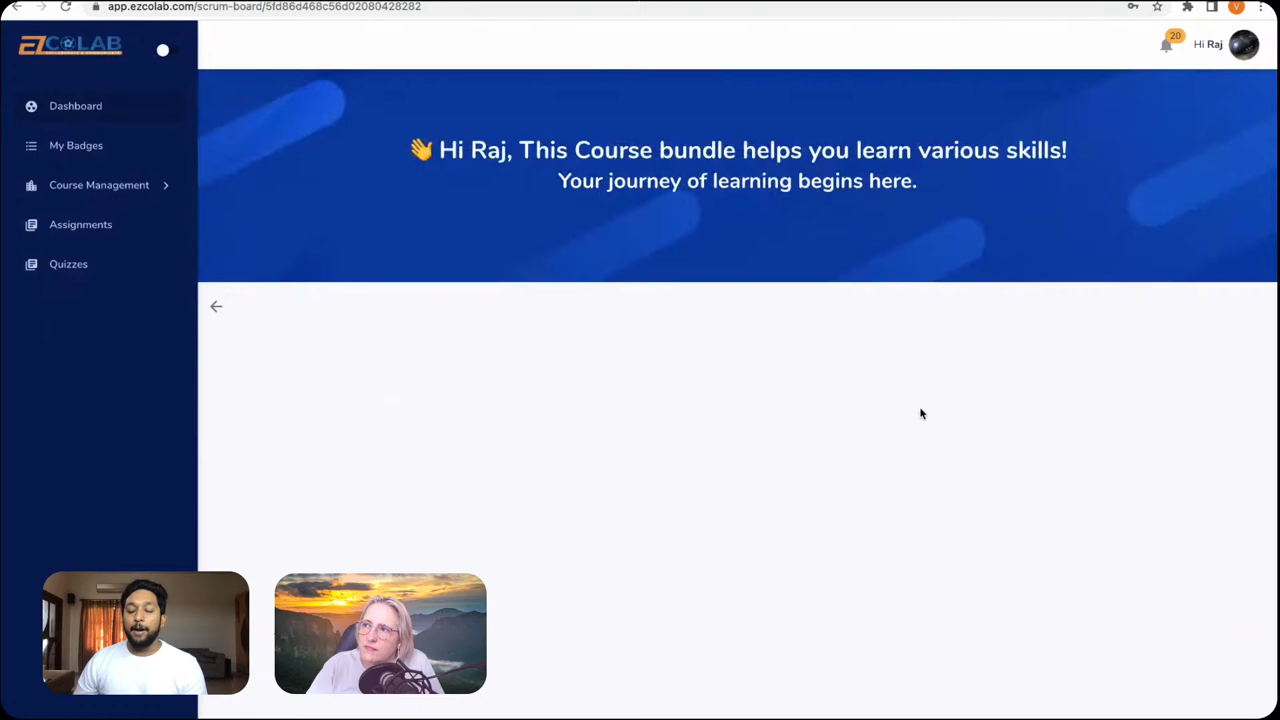 app.ezcolab.com/scrum-board/5fd86d468c56d02080428282
V
EZCOLAB
20
Hi Raj
Dashboard
My Badges
Course Management
Assignments
Quizzes
👋 Hi Raj, This Course bundle helps you learn various skills!
Your journey of learning begins here.